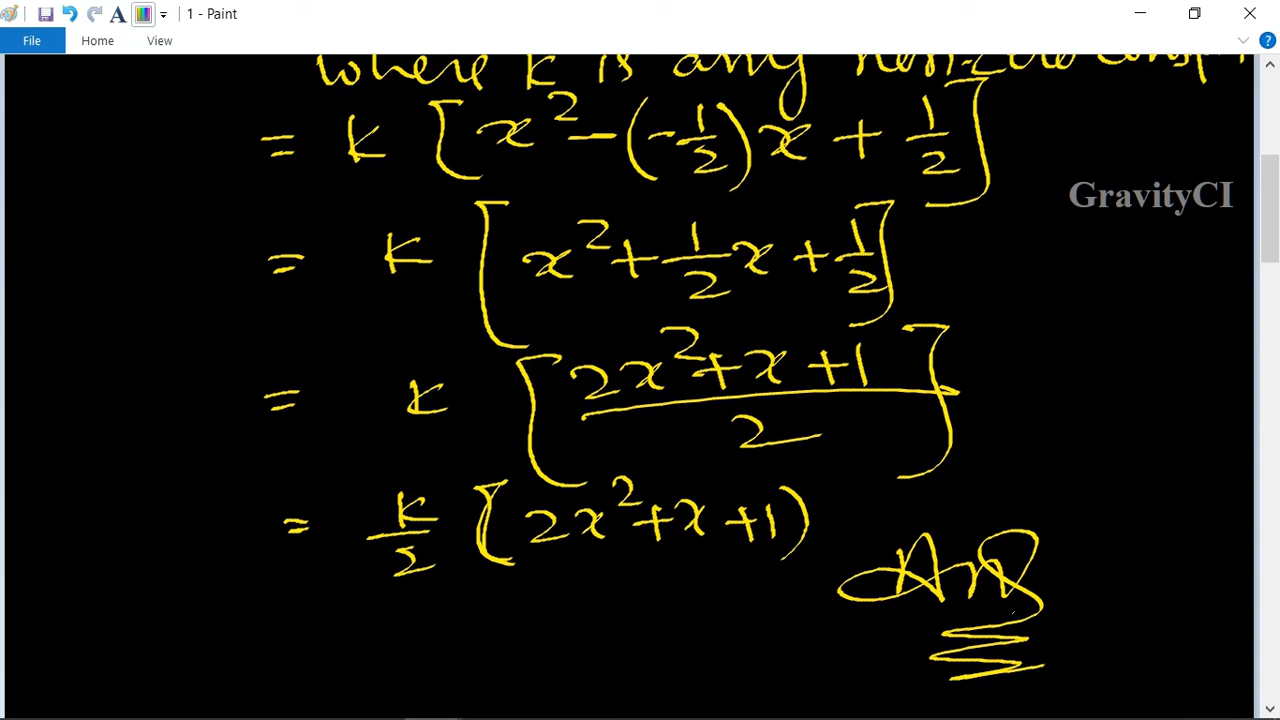 1 - Paint
File Home View
where k is any non-zero const
= k [x² - (-1/2)x + 1/2]
GravityCI
= k [x² + 1/2 x + 1/2]
= k [(2x² + x + 1)/2]
= k/2 (2x² + x + 1)
Ans